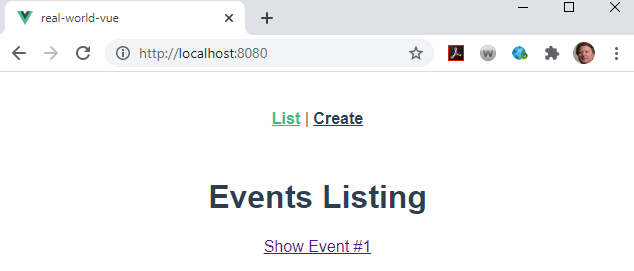 real-world-vue
http://localhost:8080
List | Create
Events Listing
Show Event #1